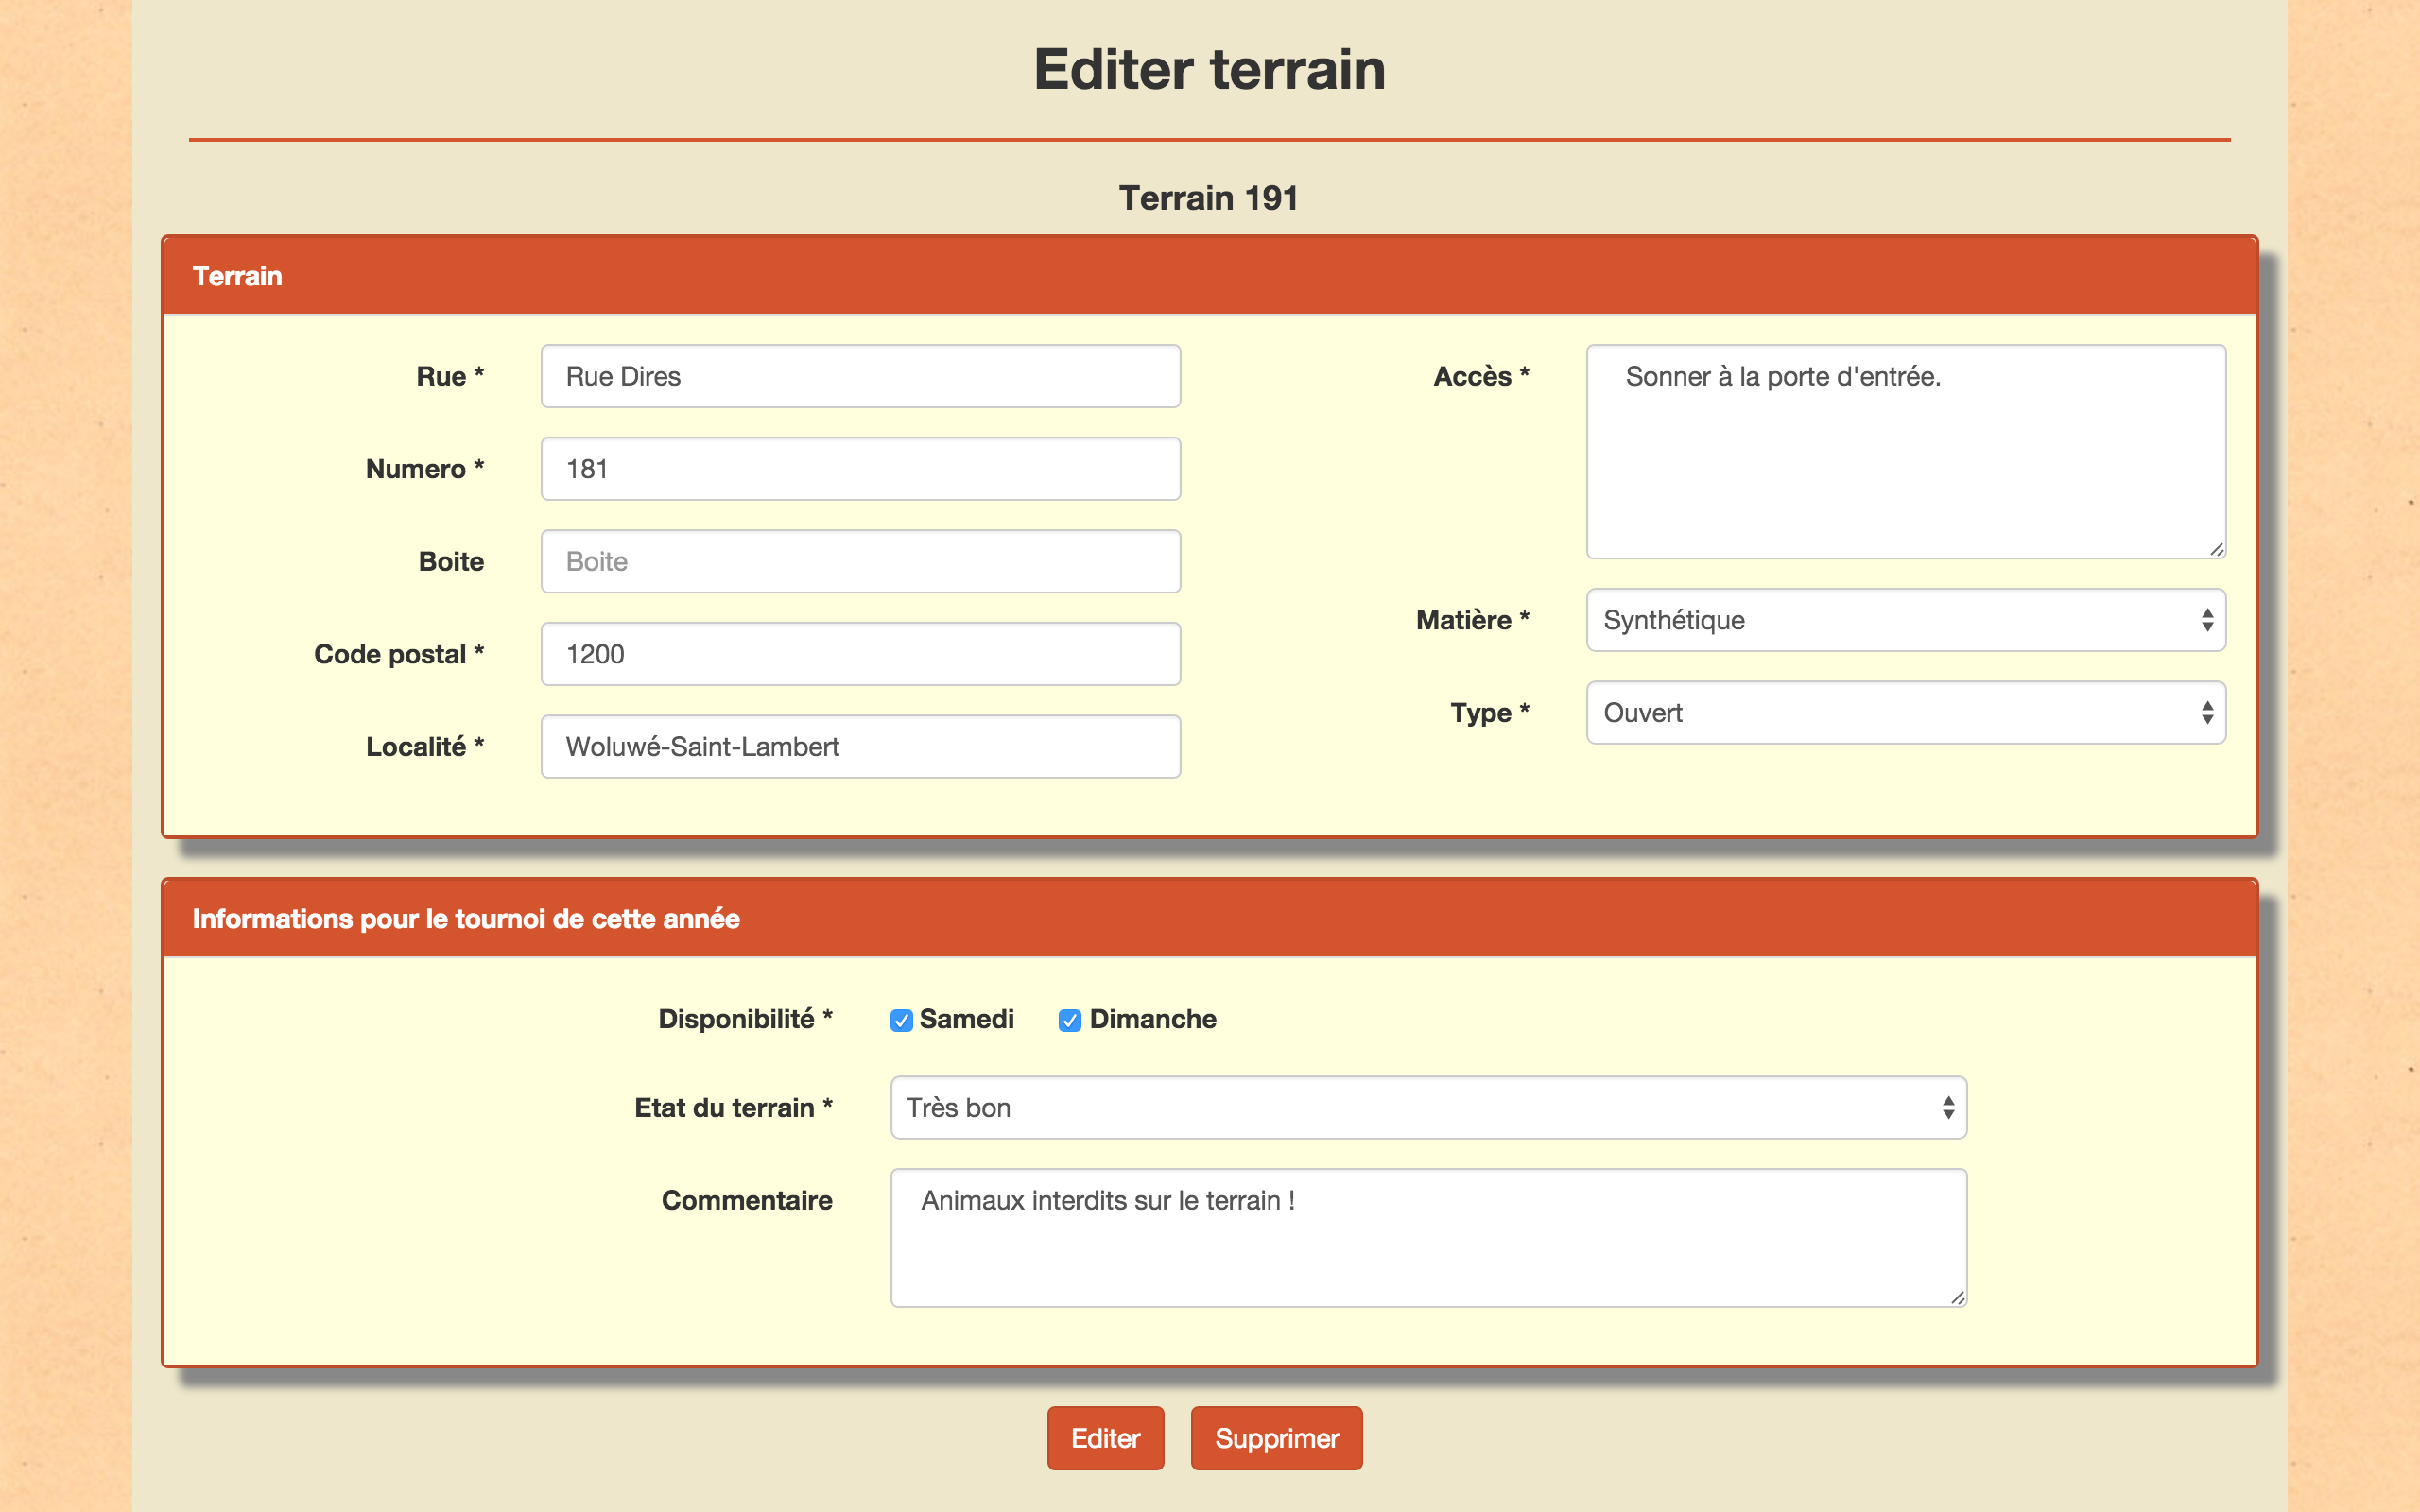 Editer terrain
Terrain 191
Terrain
Rue *
Rue Dires
Numero *
181
Boite
Boite
Code postal *
1200
Localité *
Woluwé-Saint-Lambert
Accès *
Sonner à la porte d'entrée.
Matière *
Synthétique
Type *
Ouvert
Informations pour le tournoi de cette année
Disponibilité *
Samedi
Dimanche
Etat du terrain *
Très bon
Commentaire
Animaux interdits sur le terrain !
Editer
Supprimer